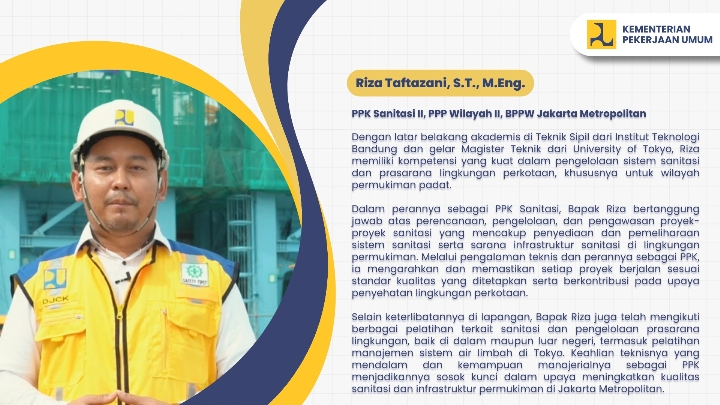 KEMENTERIAN
PEKERJAAN UMUM
Riza Taftazani, S.T., M.Eng.
PPK Sanitasi II, PPP Wilayah II, BPPW Jakarta Metropolitan
Dengan latar belakang akademis di Teknik Sipil dari Institut Teknologi
Bandung dan gelar Magister Teknik dari University of Tokyo, Riza
memiliki kompetensi yang kuat dalam pengelolaan sistem sanitasi
dan prasarana lingkungan perkotaan, khususnya untuk wilayah
permukiman padat.
Dalam perannya sebagai PPK Sanitasi, Bapak Riza bertanggung
jawab atas perencanaan, pengelolaan, dan pengawasan proyek-
proyek sanitasi yang mencakup penyediaan dan pemeliharaan
sistem sanitasi serta sarana infrastruktur sanitasi di lingkungan
permukiman. Melalui pengalaman teknis dan perannya sebagai PPK,
ia mengarahkan dan memastikan setiap proyek berjalan sesuai
standar kualitas yang ditetapkan serta berkontribusi pada upaya
penyehatan lingkungan perkotaan.
Selain keterlibatannya di lapangan, Bapak Riza juga telah mengikuti
berbagai pelatihan terkait sanitasi dan pengelolaan prasarana
lingkungan, baik di dalam maupun luar negeri, termasuk pelatihan
manajemen sistem air limbah di Tokyo. Keahlian teknisnya yang
mendalam dan kemampuan manajerialnya sebagai PPK
menjadikannya sosok kunci dalam upaya meningkatkan kualitas
sanitasi dan infrastruktur permukiman di Jakarta Metropolitan.
DJCK
SAFETY FIRST